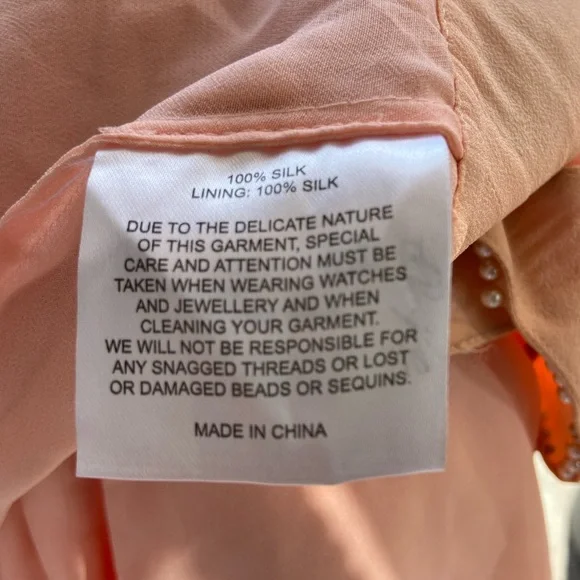 100% SILK
LINING: 100% SILK
DUE TO THE DELICATE NATURE
OF THIS GARMENT, SPECIAL
CARE AND ATTENTION MUST BE
TAKEN WHEN WEARING WATCHES
AND JEWELLERY AND WHEN
CLEANING YOUR GARMENT.
WE WILL NOT BE RESPONSIBLE FOR
ANY SNAGGED THREADS OR LOST
OR DAMAGED BEADS OR SEQUINS.
MADE IN CHINA